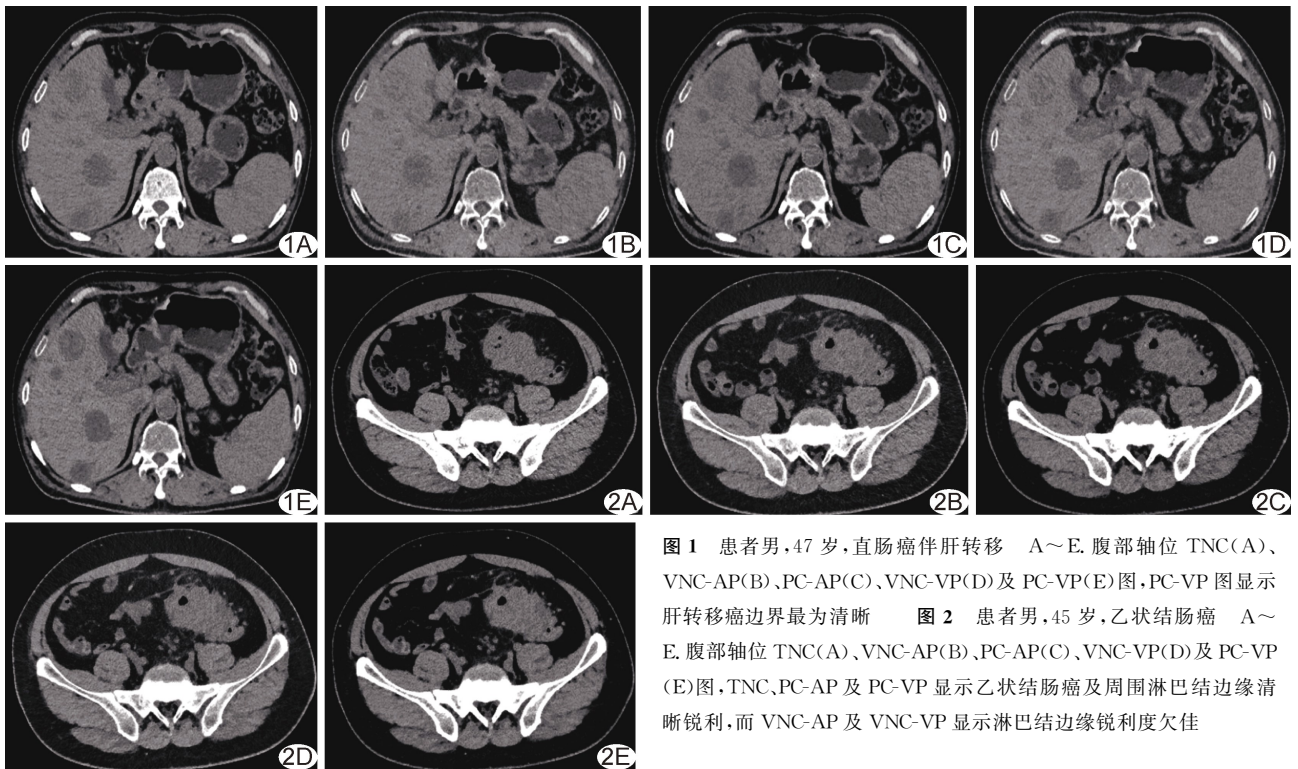 1A
1B
1C
1D
1E
2A
2B
2C
2D
2E
图 1 患者男,47 岁,直肠癌伴肝转移 A～E. 腹部轴位 TNC(A)、
VNC-AP(B)、PC-AP(C)、VNC-VP(D)及 PC-VP(E)图,PC-VP 图显示
肝转移癌边界最为清晰 图 2 患者男,45 岁,乙状结肠癌 A～
E. 腹部轴位 TNC(A)、VNC-AP(B)、PC-AP(C)、VNC-VP(D)及 PC-VP
(E)图,TNC、PC-AP 及 PC-VP 显示乙状结肠癌及周围淋巴结边缘清
晰锐利,而 VNC-AP 及 VNC-VP 显示淋巴结边缘锐利度欠佳